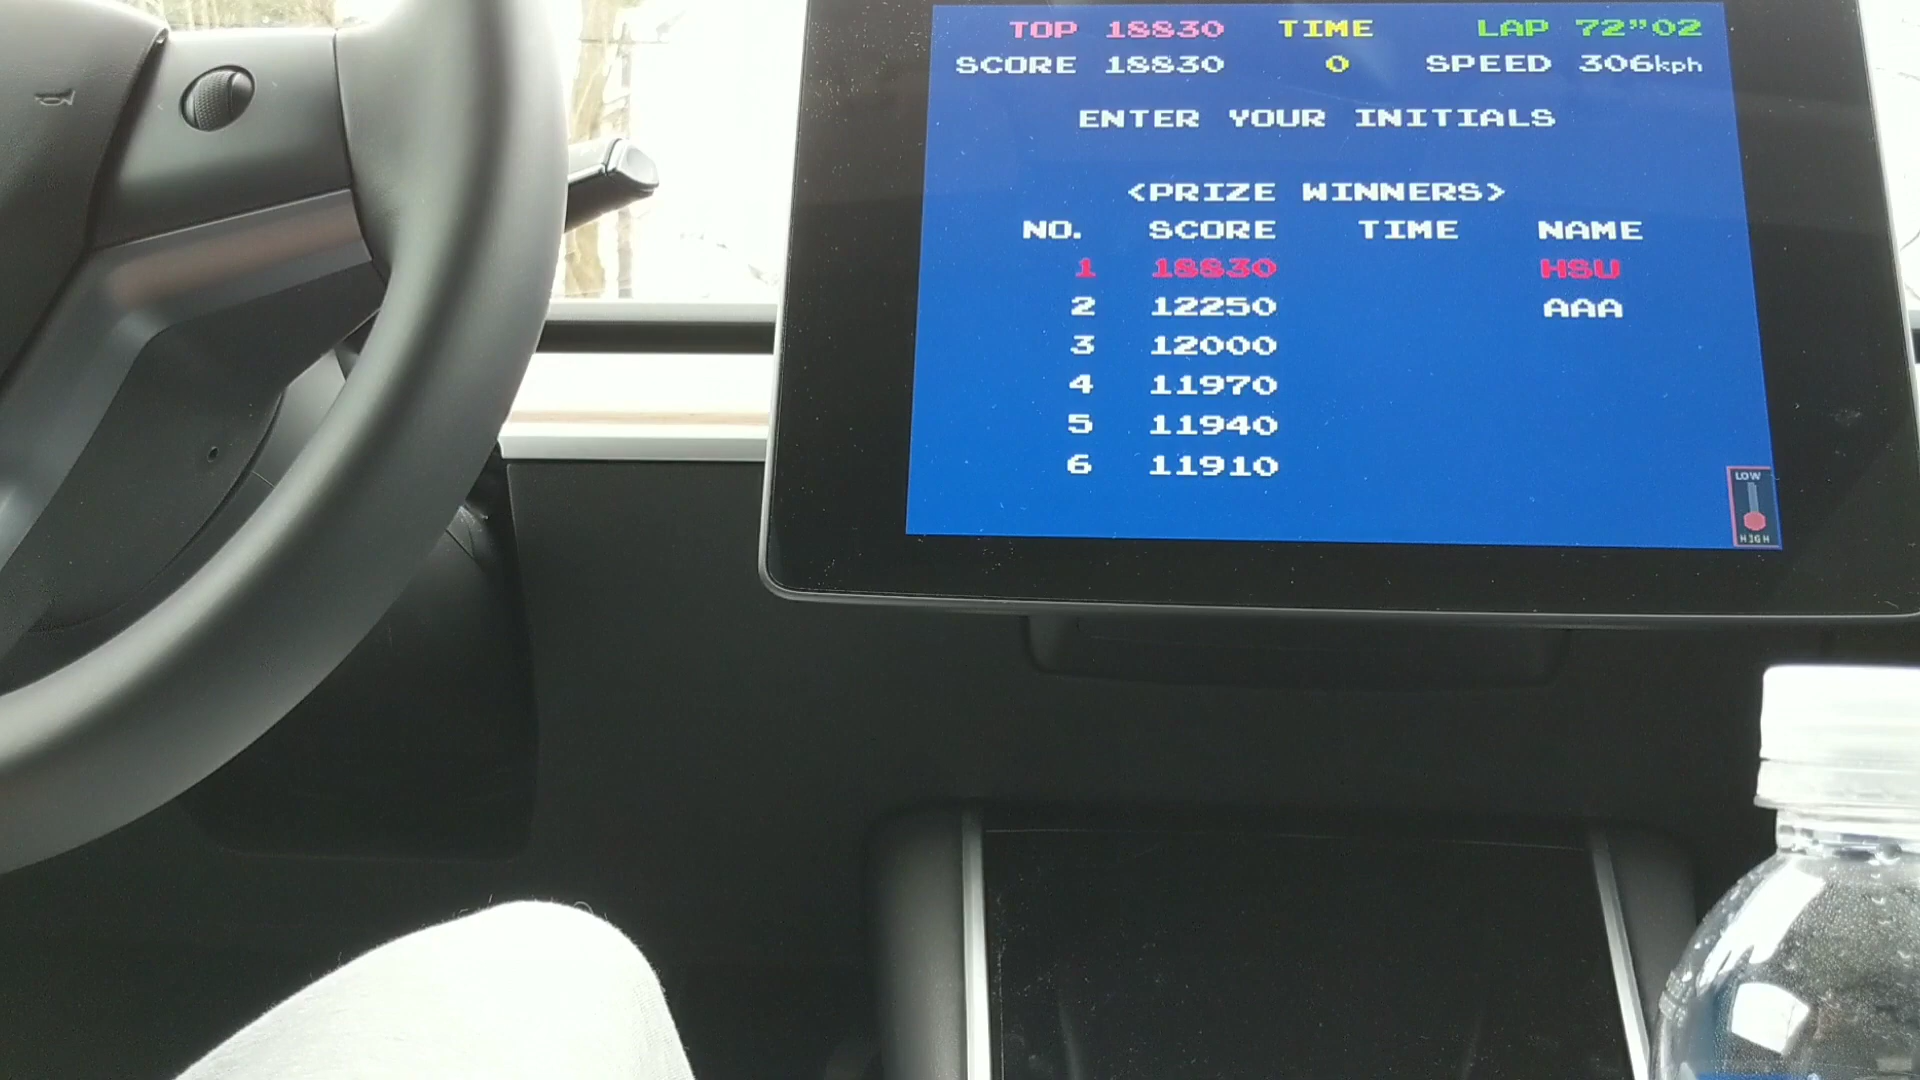 TOP 18830 TIME LAP 72"02
SCORE 18830 0 SPEED 306kph
ENTER YOUR INITIALS
<PRIZE WINNERS>
NO. SCORE TIME NAME
1 18830 HSU
2 12250 AAA
3 12000
4 11970
5 11940
6 11910
LOW
HIGH